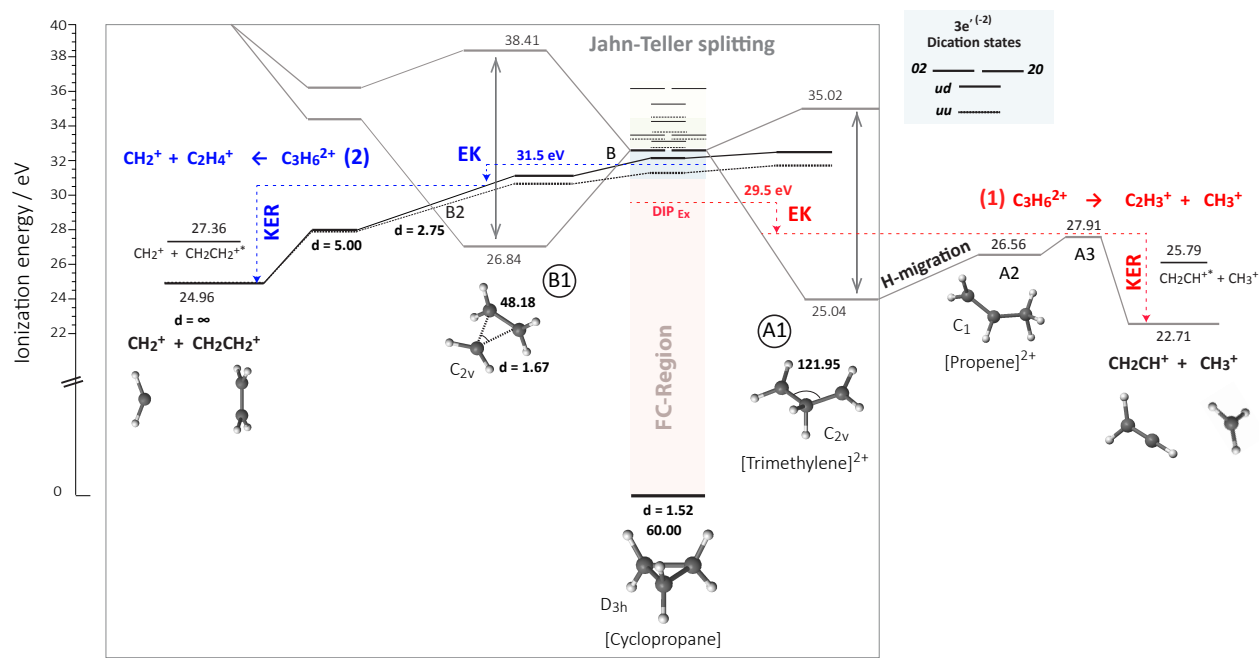 Ionization energy / eV
40
38
36
34
32
30
28
26
24
22
0
Jahn-Teller splitting
3e′ (-2)
Dication states
02
20
ud
uu
38.41
35.02
CH2+ + C2H4+ ← C3H6 2+ (2)
EK
31.5 eV
B
KER
27.36
CH2+ + CH2CH2+*
24.96
d = ∞
CH2+ + CH2CH2+
d = 5.00
d = 2.75
B2
26.84
B1
48.18
C2v
d = 1.67
29.5 eV
DIP Ex
EK
FC-Region
(1) C3H6 2+ → C2H3+ + CH3+
27.91
26.56
A2
A3
H-migration
25.04
KER
25.79
CH2CH+* + CH3+
22.71
CH2CH+ + CH3+
A1
121.95
C2v
[Trimethylene]2+
C1
[Propene]2+
d = 1.52
60.00
D3h
[Cyclopropane]